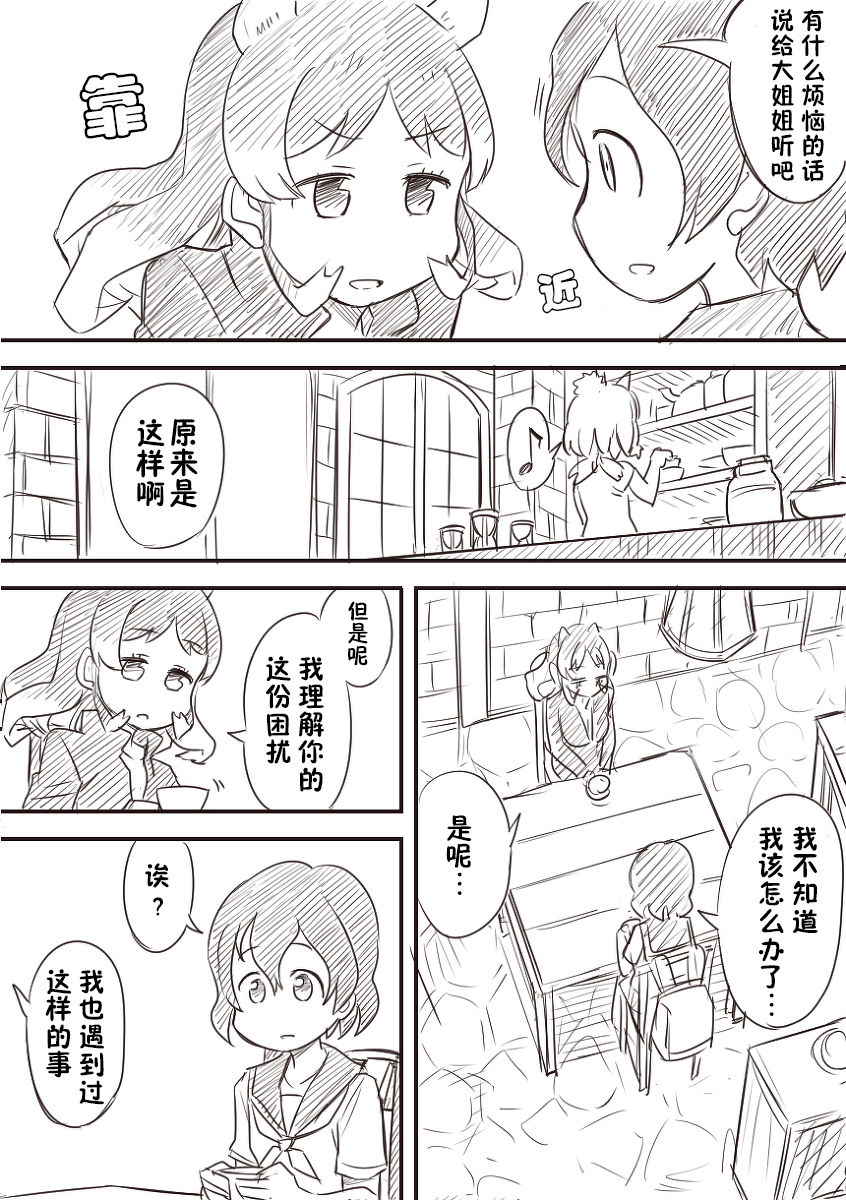 有什么烦恼的话
说给大姐姐听吧
靠
近
原来是
这样啊
我不知道
我该怎么办了…
是呢…
但是呢
我理解你的
这份困扰
诶？
我也遇到过
这样的事